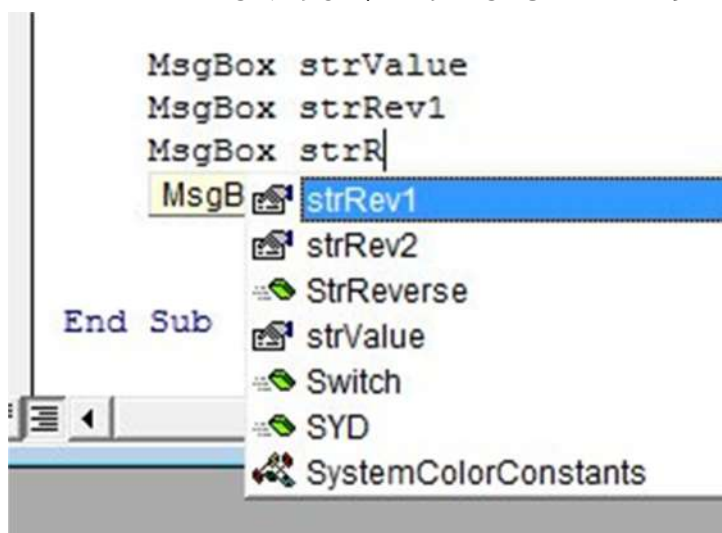 MsgBox strValue
MsgBox strRev1
MsgBox strR
MsgB
strRev1
strRev2
StrReverse
End Sub
strValue
Switch
SYD
SystemColorConstants